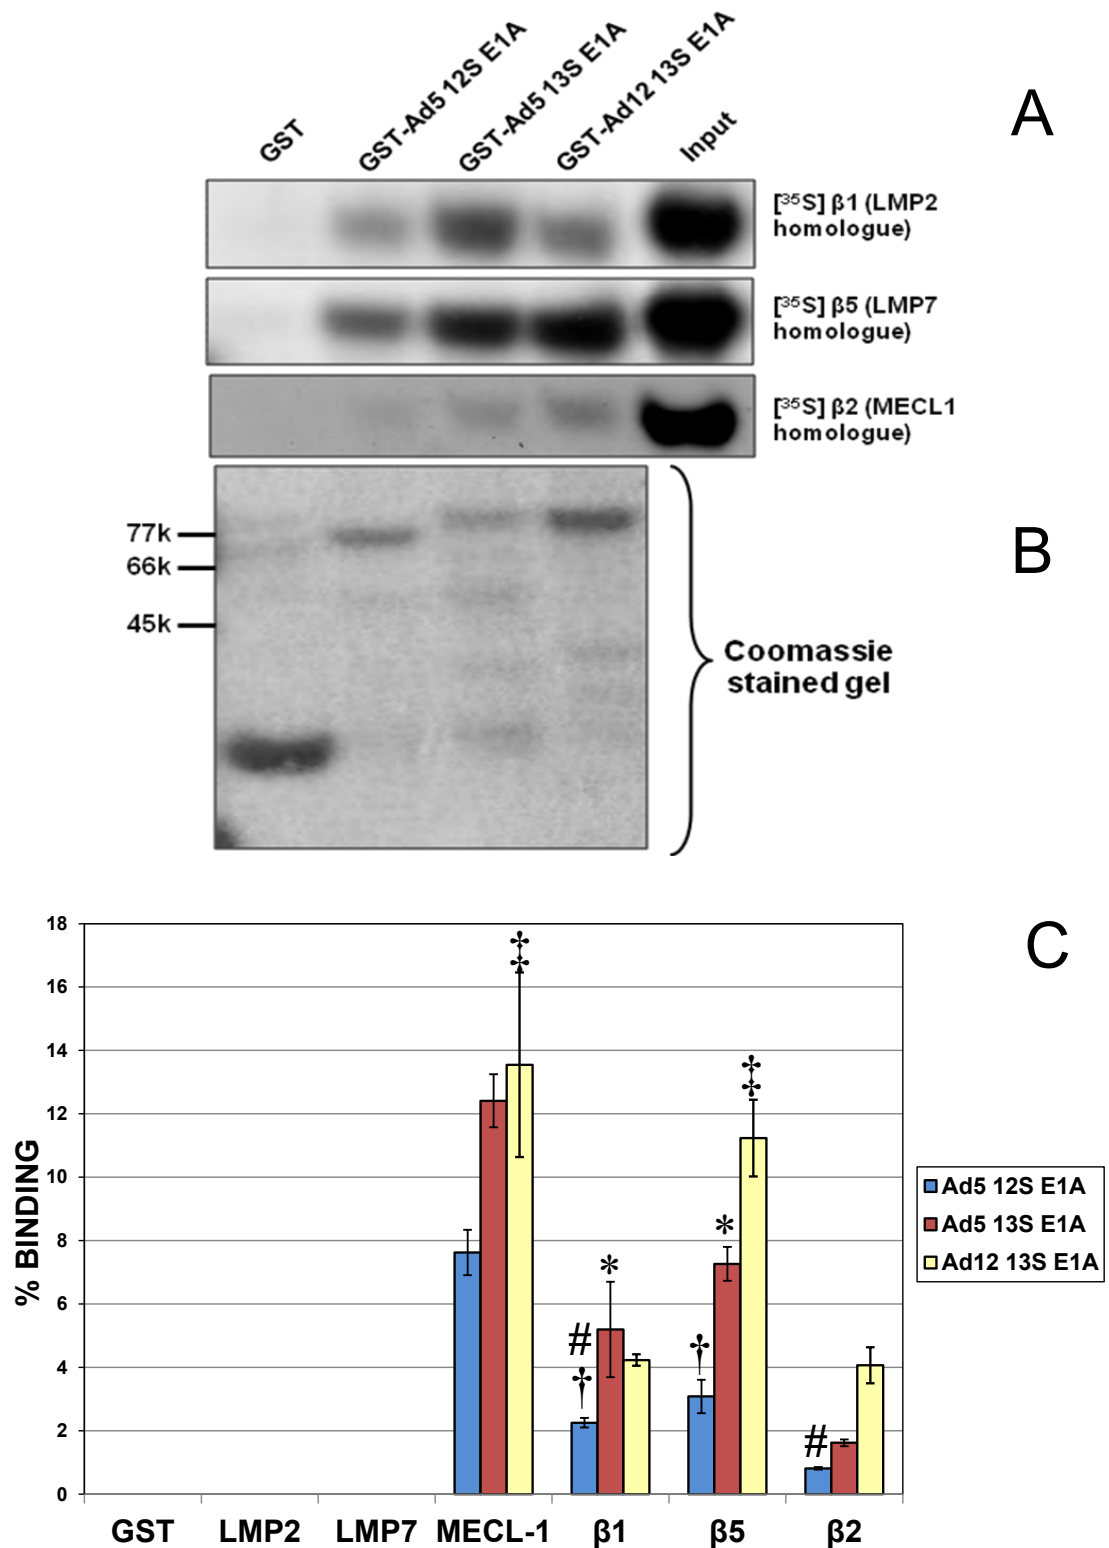 GST
GST-Ad5 12S E1A
GST-Ad5 13S E1A
GST-Ad12 13S E1A
Input
A
[³⁵S] β1 (LMP2
homologue)
[³⁵S] β5 (LMP7
homologue)
[³⁵S] β2 (MECL1
homologue)
B
77k
66k
45k
Coomassie
stained gel
C
% BINDING
18
16
14
12
10
8
6
4
2
0
‡
# †
*
†
*
‡
#
GST LMP2 LMP7 MECL-1 β1 β5 β2
Ad5 12S E1A
Ad5 13S E1A
Ad12 13S E1A